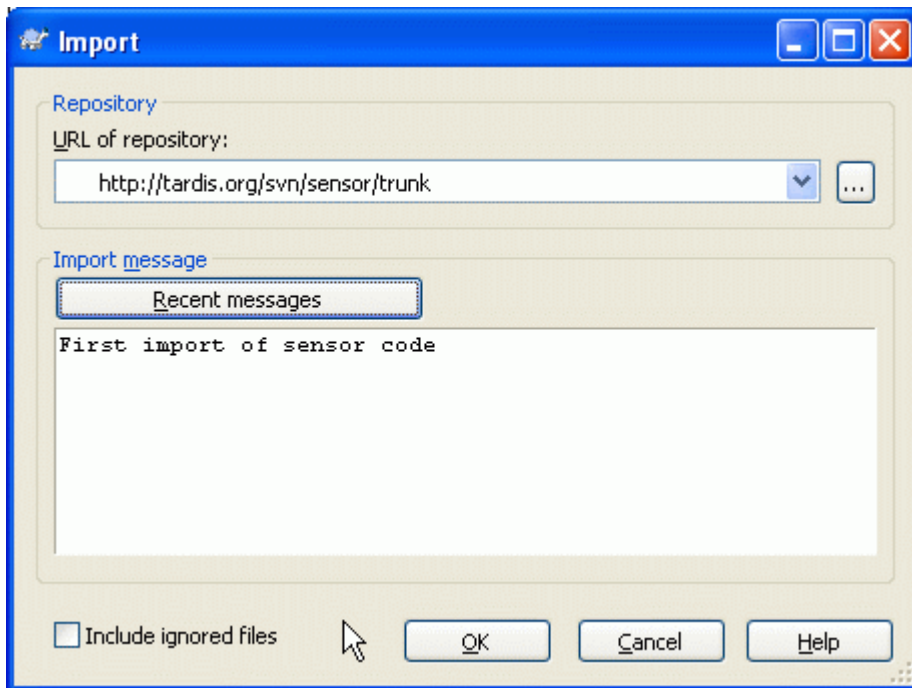 Import
Repository
URL of repository:
http://tardis.org/svn/sensor/trunk
...
Import message
Recent messages
First import of sensor code
Include ignored files
OK
Cancel
Help